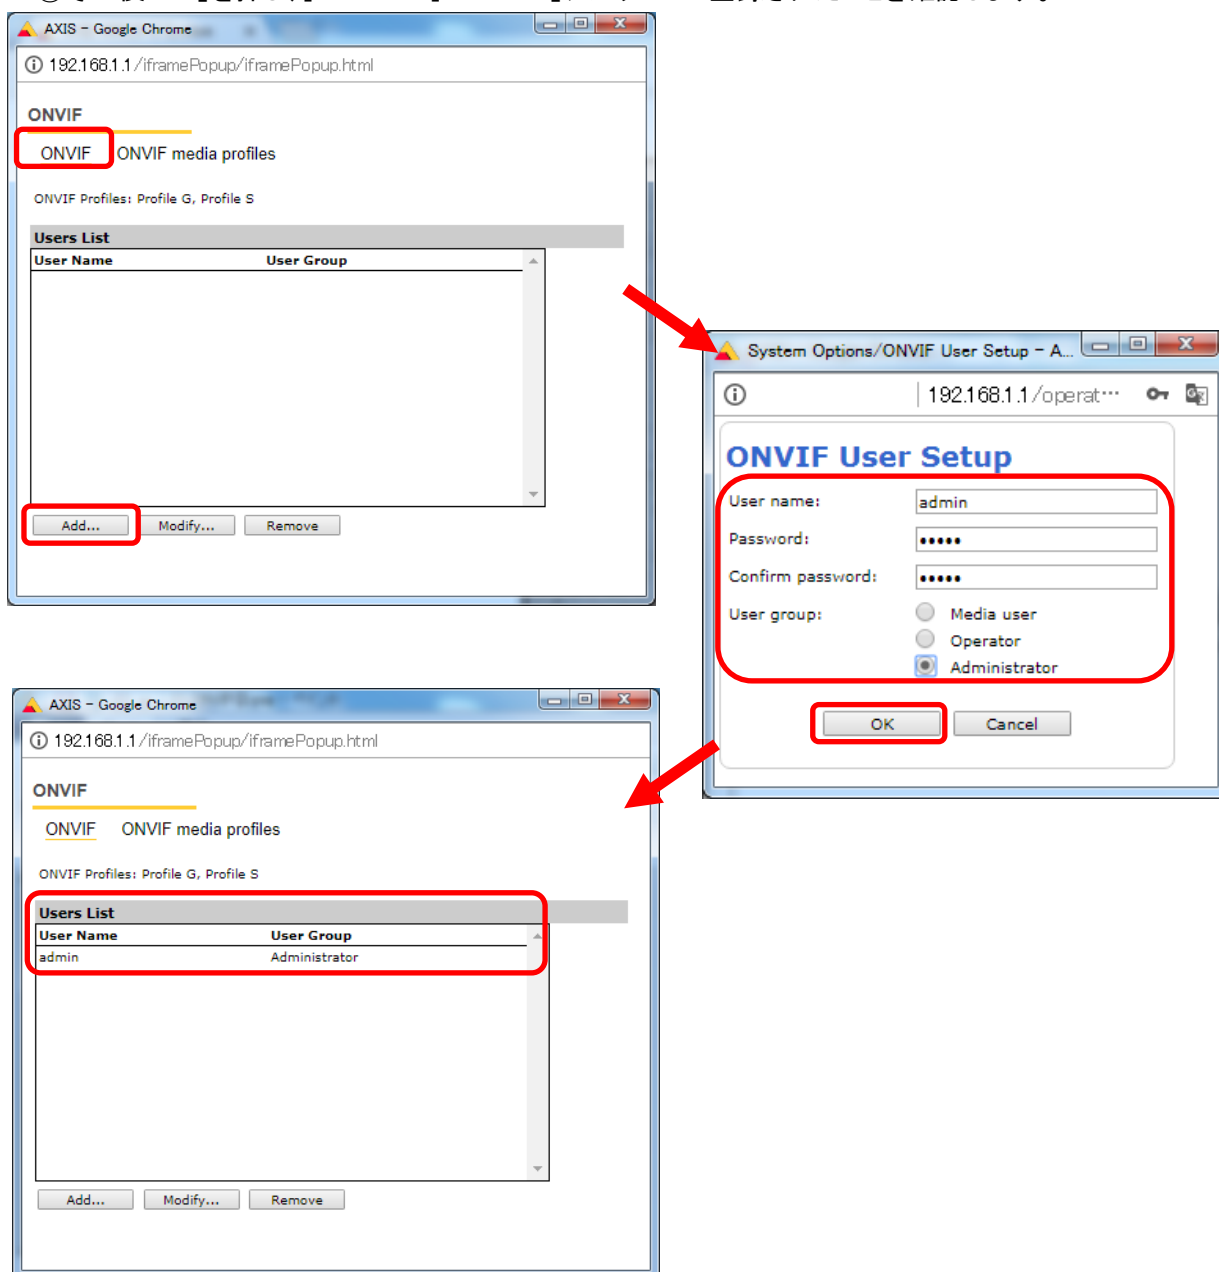 AXIS - Google Chrome
192.168.1.1/iframePopup/iframePopup.html
ONVIF
ONVIF ONVIF media profiles
ONVIF Profiles: Profile G, Profile S
Users List
User Name User Group
Add... Modify... Remove
System Options/ONVIF User Setup - A...
192.168.1.1/operat...
ONVIF User Setup
User name: admin
Password: •••••
Confirm password: •••••
User group: Media user
Operator
Administrator
OK Cancel
AXIS - Google Chrome
192.168.1.1/iframePopup/iframePopup.html
ONVIF
ONVIF ONVIF media profiles
ONVIF Profiles: Profile G, Profile S
Users List
User Name User Group
admin Administrator
Add... Modify... Remove